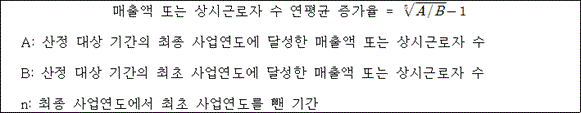 매출액 또는 상시근로자 수 연평균 증가율 = ⁿ√A/B − 1
A: 산정 대상 기간의 최종 사업연도에 달성한 매출액 또는 상시근로자 수
B: 산정 대상 기간의 최초 사업연도에 달성한 매출액 또는 상시근로자 수
n: 최종 사업연도에서 최초 사업연도를 뺀 기간